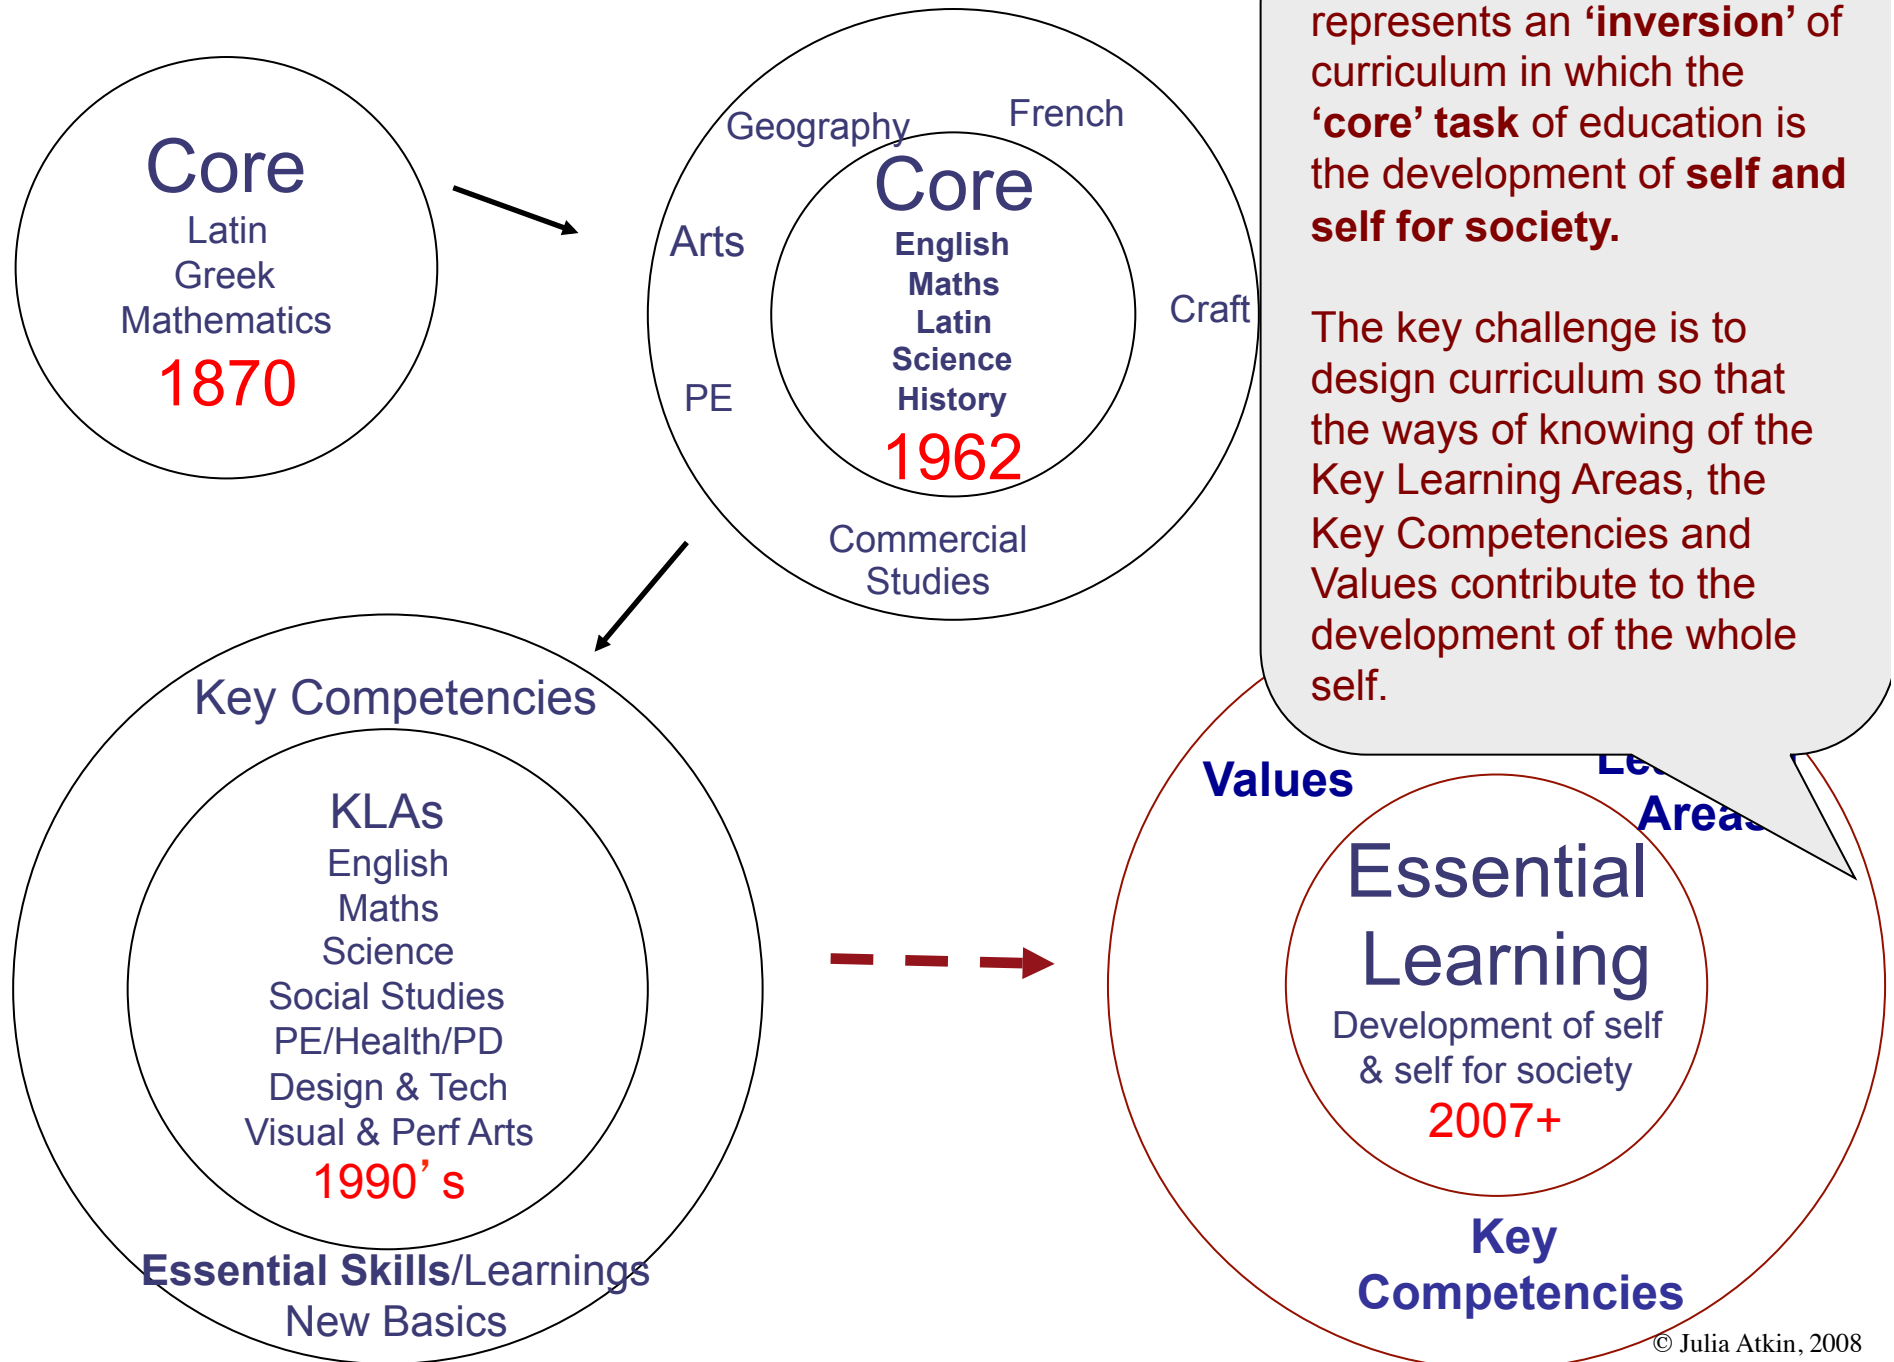 Core
Latin
Greek
Mathematics
1870
Geography
French
Core
Arts
English
Maths
Latin
Science
History
Craft
PE
1962
Commercial
Studies
represents an ‘inversion’ of
curriculum in which the
‘core’ task of education is
the development of self and
self for society.
The key challenge is to
design curriculum so that
the ways of knowing of the
Key Learning Areas, the
Key Competencies and
Values contribute to the
development of the whole
self.
Key Competencies
KLAs
English
Maths
Science
Social Studies
PE/Health/PD
Design & Tech
Visual & Perf Arts
1990’s
Essential Skills/Learnings
New Basics
Values
Areas
Essential
Learning
Development of self
& self for society
2007+
Key
Competencies
© Julia Atkin, 2008